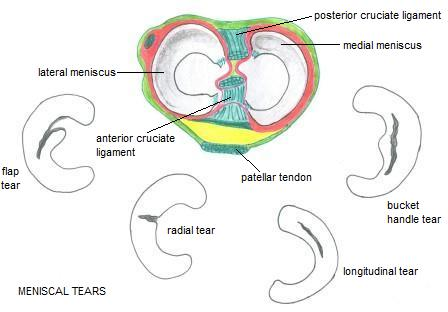 posterior cruciate ligament
medial meniscus
lateral meniscus
anterior cruciate
ligament
patellar tendon
flap
tear
radial tear
bucket
handle tear
longitudinal tear
MENISCAL TEARS